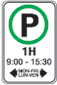 P
1H
9:00 - 15:30
MON-FRI
LUN-VEN